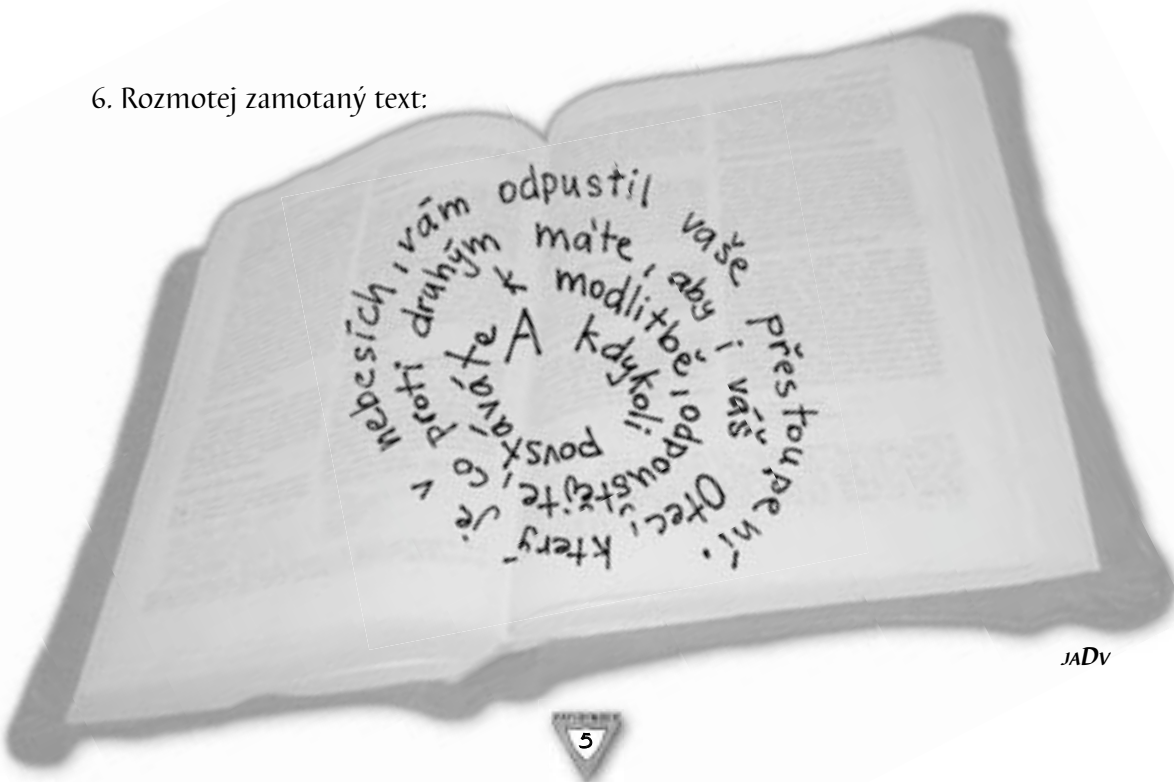 6. Rozmotej zamotaný text:
A kdykoli povstáváte k modlitbě, odpouštějte, co proti druhým máte, aby i váš Otec, který je v nebesích, vám odpustil vaše přestoupení.
JADV
5